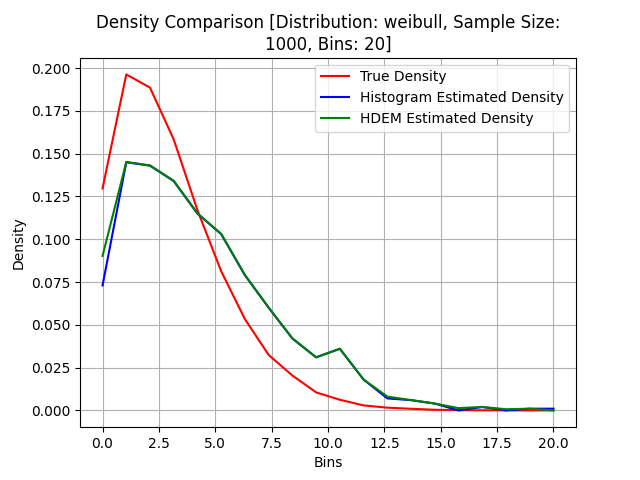 Density Comparison [Distribution: weibull, Sample Size:
1000, Bins: 20]
True Density
Histogram Estimated Density
HDEM Estimated Density
Density
0.200
0.175
0.150
0.125
0.100
0.075
0.050
0.025
0.000
0.0 2.5 5.0 7.5 10.0 12.5 15.0 17.5 20.0
Bins